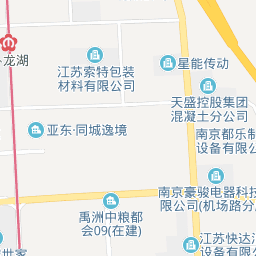 龙湖
星能传动
江苏索特包装
材料有限公司
天盛控股集团
混凝土分公司
亚东·同城逸境
南京都乐制
设备有限公
南京豪骏电器科技
有限公司(机场路分
禹洲中粮都
会09(在建)
江苏快达
设备有限
世家